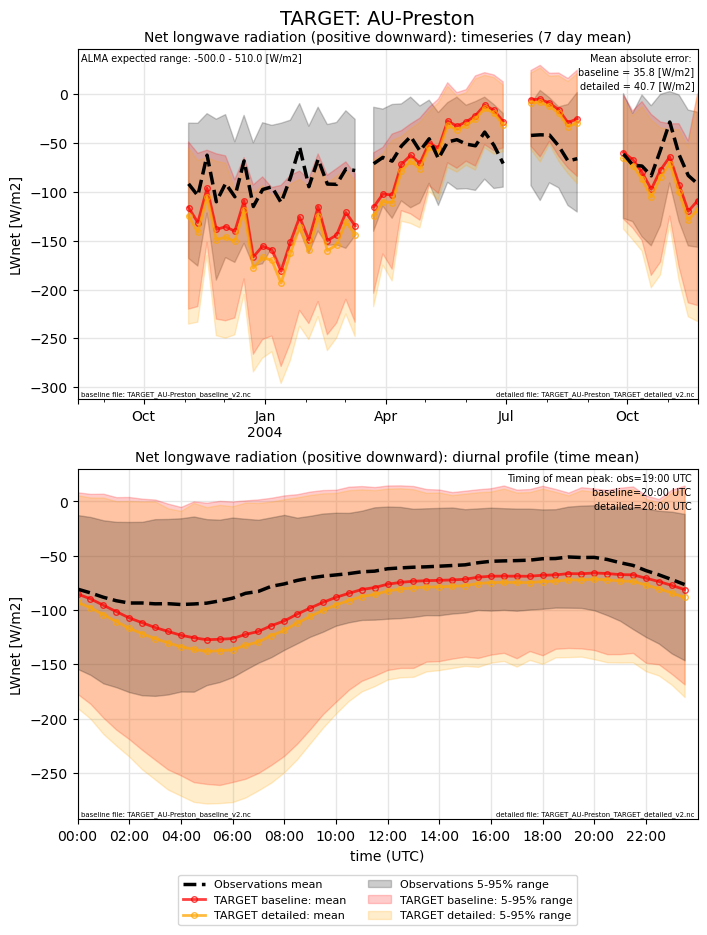 TARGET: AU-Preston
Net longwave radiation (positive downward): timeseries (7 day mean)
ALMA expected range: -500.0 - 510.0 [W/m2]
Mean absolute error:
baseline = 35.8 [W/m2]
detailed = 40.7 [W/m2]
LWnet [W/m2]
0
−50
−100
−150
−200
−250
−300
baseline file: TARGET_AU-Preston_baseline_v2.nc
detailed file: TARGET_AU-Preston_TARGET_detailed_v2.nc
Oct
Jan
2004
Apr
Jul
Oct
Net longwave radiation (positive downward): diurnal profile (time mean)
Timing of mean peak: obs=19:00 UTC
baseline=20:00 UTC
detailed=20:00 UTC
LWnet [W/m2]
0
−50
−100
−150
−200
−250
baseline file: TARGET_AU-Preston_baseline_v2.nc
detailed file: TARGET_AU-Preston_TARGET_detailed_v2.nc
00:00 02:00 04:00 06:00 08:00 10:00 12:00 14:00 16:00 18:00 20:00 22:00
time (UTC)
Observations mean
TARGET baseline: mean
TARGET detailed: mean
Observations 5-95% range
TARGET baseline: 5-95% range
TARGET detailed: 5-95% range